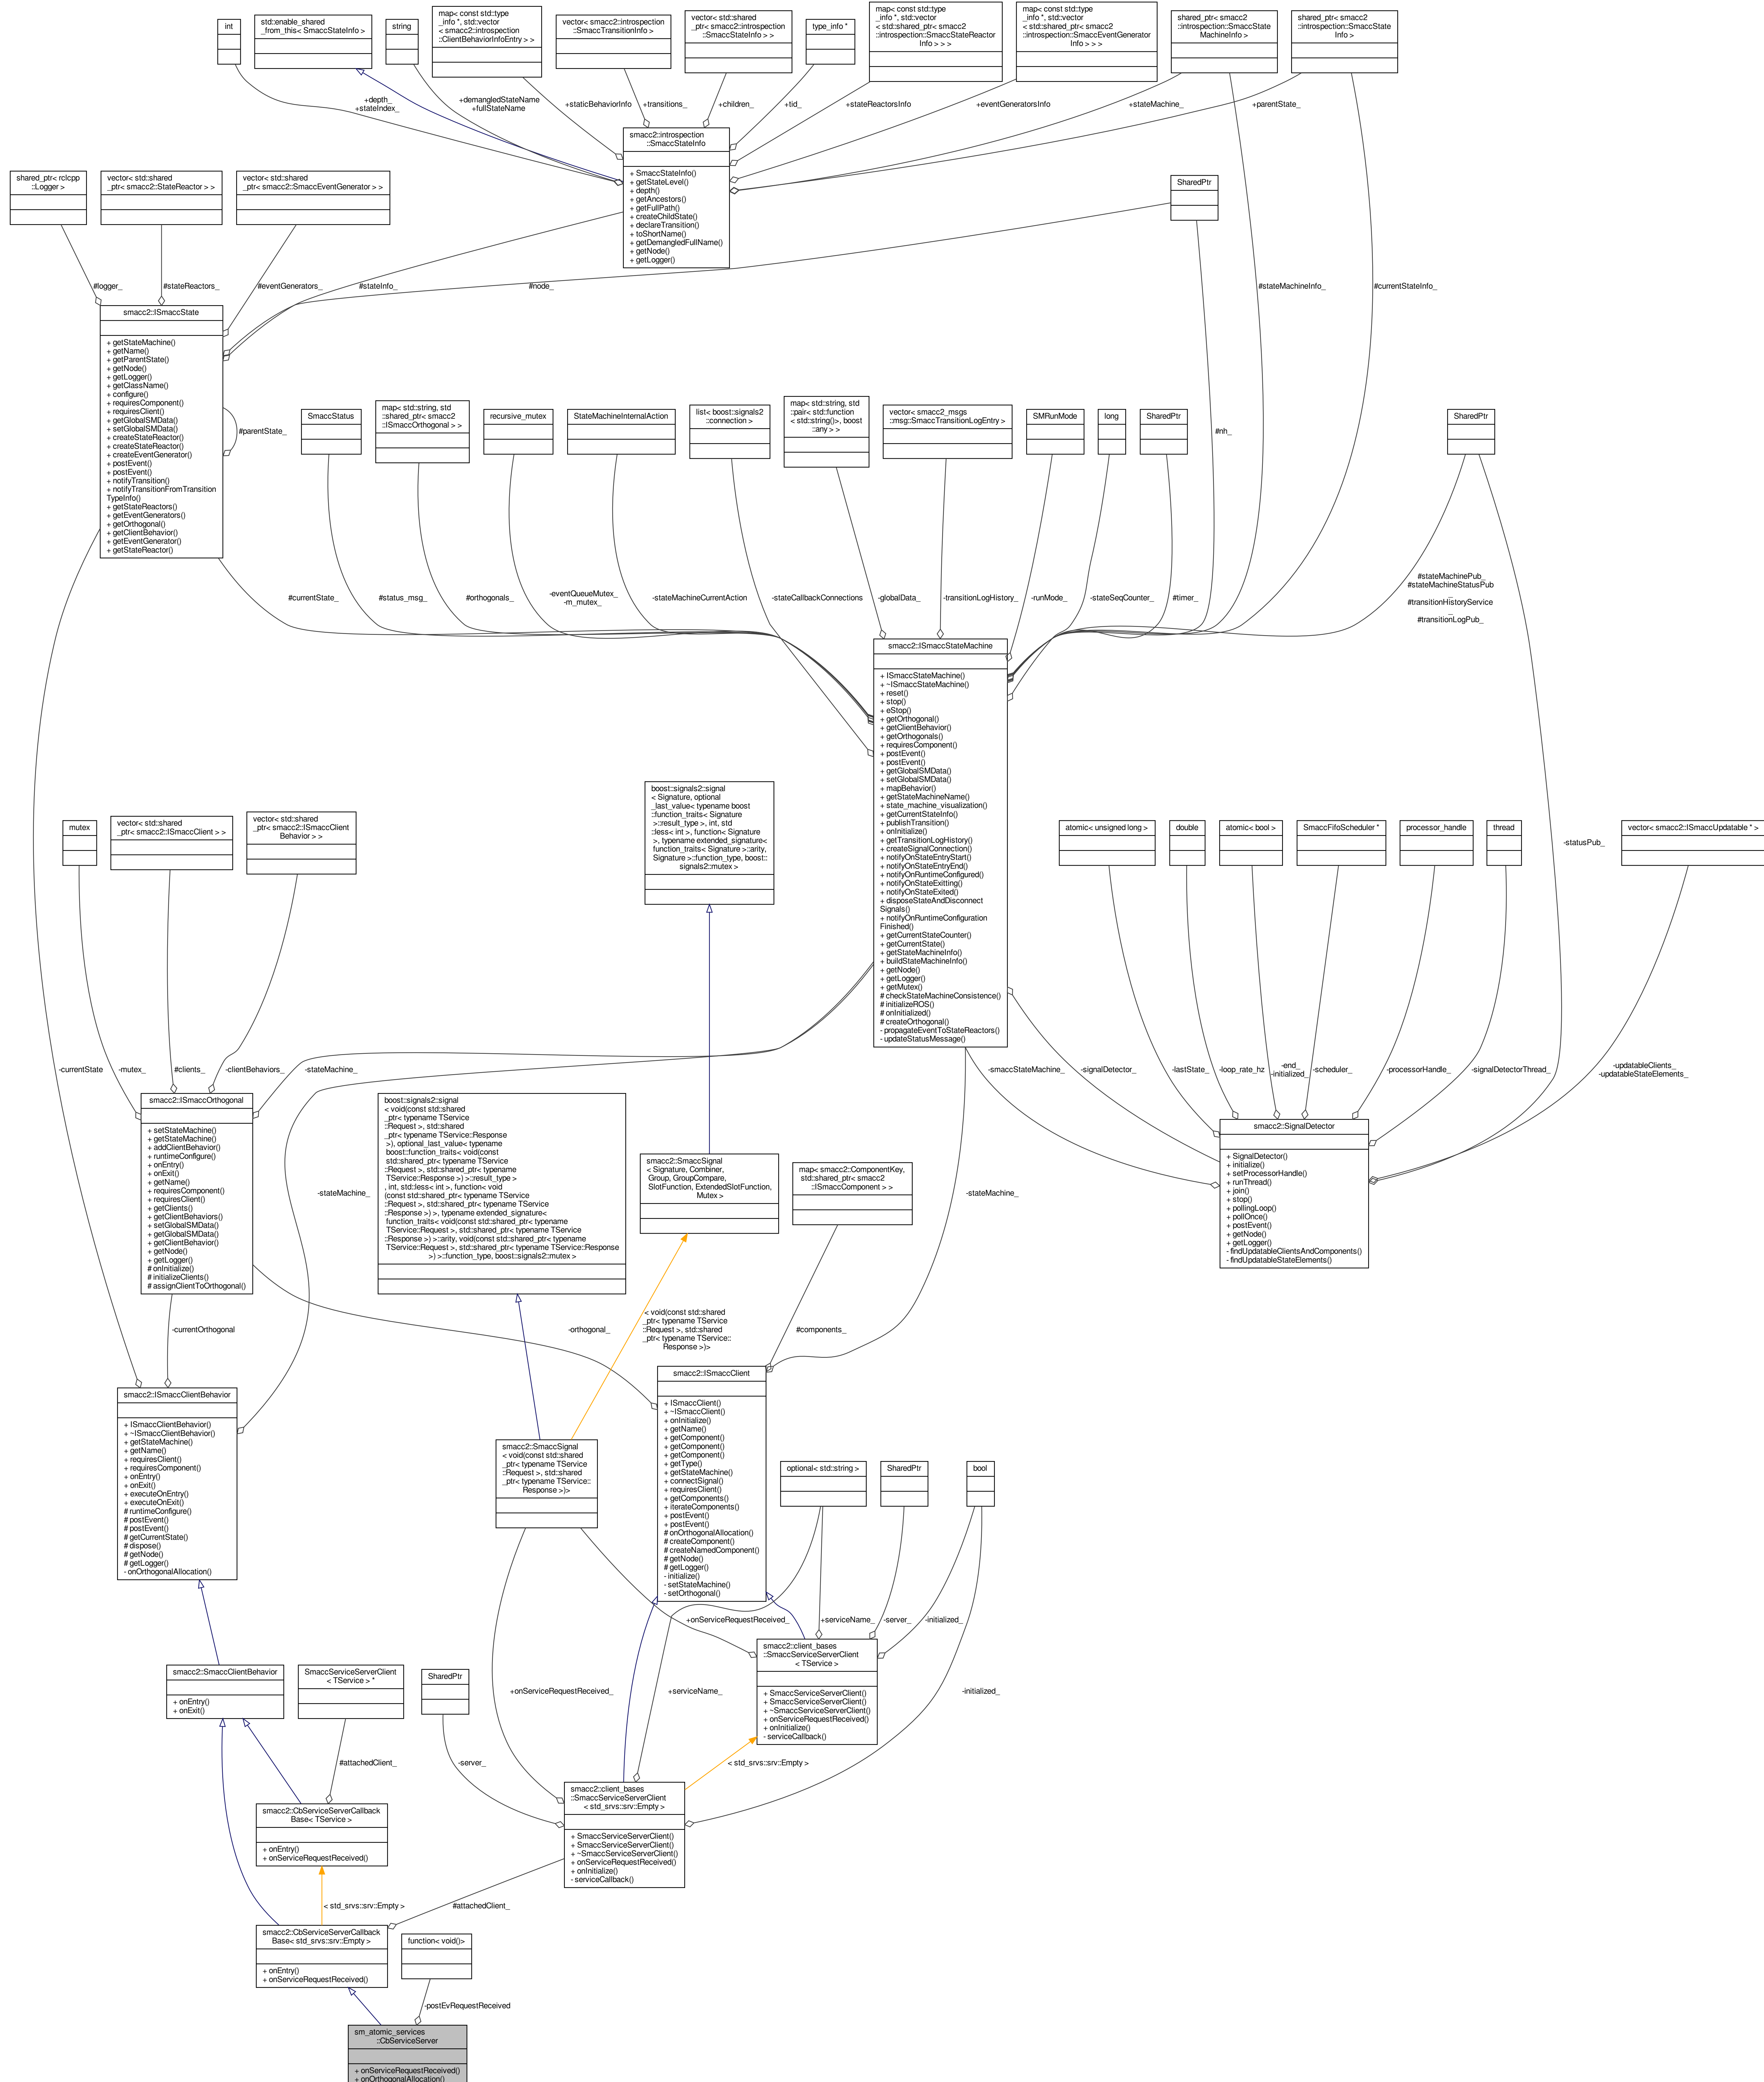 int
std::enable_shared
_from_this< SmaccStateInfo >
string
map< const std::type
_info *, std::vector
< smacc2::introspection
::ClientBehaviorInfoEntry > >
vector< smacc2::introspection
::SmaccTransitionInfo >
vector< std::shared
_ptr< smacc2::introspection
::SmaccStateInfo > >
type_info *
map< const std::type
_info *, std::vector
< std::shared_ptr< smacc2
::introspection::SmaccStateReactor
Info > > >
map< const std::type
_info *, std::vector
< std::shared_ptr< smacc2
::introspection::SmaccEventGenerator
Info > > >
shared_ptr< smacc2
::introspection::SmaccState
MachineInfo >
shared_ptr< smacc2
::introspection::SmaccState
Info >
+depth_
+stateIndex_
+demangledStateName
+fullStateName
+staticBehaviorInfo
+transitions_
+children_
+tid_
+stateReactorsInfo
+eventGeneratorsInfo
+stateMachine_
+parentState_
smacc2::introspection
::SmaccStateInfo
+ SmaccStateInfo()
+ getStateLevel()
+ depth()
+ getAncestors()
+ getFullPath()
+ createChildState()
+ declareTransition()
+ toShortName()
+ getDemangledFullName()
+ getNode()
+ getLogger()
shared_ptr< rclcpp
::Logger >
vector< std::shared
_ptr< smacc2::StateReactor > >
vector< std::shared
_ptr< smacc2::SmaccEventGenerator > >
SharedPtr
#logger_
#stateReactors_
#eventGenerators_
#stateInfo_
#node_
#stateMachineInfo_
#currentStateInfo_
smacc2::ISmaccState
+ getStateMachine()
+ getName()
+ getParentState()
+ getNode()
+ getLogger()
+ getClassName()
+ configure()
+ requiresComponent()
+ requiresClient()
+ getGlobalSMData()
+ setGlobalSMData()
+ createStateReactor()
+ createStateReactor()
+ createEventGenerator()
+ postEvent()
+ postEvent()
+ notifyTransition()
+ notifyTransitionFromTransition
TypeInfo()
+ getStateReactors()
+ getEventGenerators()
+ getOrthogonal()
+ getClientBehavior()
+ getEventGenerator()
+ getStateReactor()
#parentState_
SmaccStatus
map< std::string, std
::shared_ptr< smacc2
::ISmaccOrthogonal > >
recursive_mutex
StateMachineInternalAction
list< boost::signals2
::connection >
map< std::string, std
::pair< std::function
< std::string()>, boost
::any > >
vector< smacc2_msgs
::msg::SmaccTransitionLogEntry >
SMRunMode
long
SharedPtr
#nh_
SharedPtr
#currentState_
#status_msg_
#orthogonals_
-eventQueueMutex_
-m_mutex_
-stateMachineCurrentAction
-stateCallbackConnections
-globalData_
-transitionLogHistory_
-runMode_
-stateSeqCounter_
#timer_
#stateMachinePub_
#stateMachineStatusPub
_
#transitionHistoryService
_
#transitionLogPub_
smacc2::ISmaccStateMachine
+ ISmaccStateMachine()
+ ~ISmaccStateMachine()
+ reset()
+ stop()
+ eStop()
+ getOrthogonal()
+ getClientBehavior()
+ getOrthogonals()
+ requiresComponent()
+ postEvent()
+ postEvent()
+ getGlobalSMData()
+ setGlobalSMData()
+ mapBehavior()
+ getStateMachineName()
+ state_machine_visualization()
+ getCurrentStateInfo()
+ publishTransition()
+ onInitialize()
+ getTransitionLogHistory()
+ createSignalConnection()
+ notifyOnStateEntryStart()
+ notifyOnStateEntryEnd()
+ notifyOnRuntimeConfigured()
+ notifyOnStateExitting()
+ notifyOnStateExited()
+ disposeStateAndDisconnect
Signals()
+ notifyOnRuntimeConfiguration
Finished()
+ getCurrentStateCounter()
+ getCurrentState()
+ getStateMachineInfo()
+ buildStateMachineInfo()
+ getNode()
+ getLogger()
+ getMutex()
# checkStateMachineConsistence()
# initializeROS()
# onInitialized()
# createOrthogonal()
- propagateEventToStateReactors()
- updateStatusMessage()
boost::signals2::signal
< Signature, optional
_last_value< typename boost
::function_traits< Signature
>::result_type >, int, std
::less< int >, function< Signature
>, typename extended_signature<
function_traits< Signature >::arity,
Signature >::function_type, boost::
signals2::mutex >
mutex
vector< std::shared
_ptr< smacc2::ISmaccClient > >
vector< std::shared
_ptr< smacc2::ISmaccClient
Behavior > >
atomic< unsigned long >
double
atomic< bool >
SmaccFifoScheduler *
processor_handle
thread
-statusPub_
vector< smacc2::ISmaccUpdatable * >
-currentState
-mutex_
#clients_
-clientBehaviors_
-stateMachine_
-smaccStateMachine_
-signalDetector_
-lastState_
-loop_rate_hz
-end_
-initialized_
-scheduler_
-processorHandle_
-signalDetectorThread_
-updatableClients_
-updatableStateElements_
smacc2::ISmaccOrthogonal
+ setStateMachine()
+ getStateMachine()
+ addClientBehavior()
+ runtimeConfigure()
+ onEntry()
+ onExit()
+ getName()
+ requiresComponent()
+ requiresClient()
+ getClients()
+ getClientBehaviors()
+ setGlobalSMData()
+ getGlobalSMData()
+ getClientBehavior()
+ getNode()
+ getLogger()
# onInitialize()
# initializeClients()
# assignClientToOrthogonal()
boost::signals2::signal
< void(const std::shared
_ptr< typename TService
::Request >, std::shared
_ptr< typename TService::Response
>), optional_last_value< typename
boost::function_traits< void(const
std::shared_ptr< typename TService
::Request >, std::shared_ptr< typename
TService::Response >) >::result_type >
, int, std::less< int >, function< void
(const std::shared_ptr< typename TService
::Request >, std::shared_ptr< typename TService
::Response >) >, typename extended_signature<
function_traits< void(const std::shared_ptr< typename
TService::Request >, std::shared_ptr< typename TService
::Response >) >::arity, void(const std::shared_ptr< typename
TService::Request >, std::shared_ptr< typename TService::Response
>) >::function_type, boost::signals2::mutex >
smacc2::SignalDetector
+ SignalDetector()
+ initialize()
+ setProcessorHandle()
+ runThread()
+ join()
+ stop()
+ pollingLoop()
+ pollOnce()
+ postEvent()
+ getNode()
+ getLogger()
- findUpdatableClientsAndComponents()
- findUpdatableStateElements()
smacc2::SmaccSignal
< Signature, Combiner,
Group, GroupCompare,
SlotFunction, ExtendedSlotFunction,
Mutex >
map< smacc2::ComponentKey,
std::shared_ptr< smacc2
::ISmaccComponent > >
-stateMachine_
-stateMachine_
-currentOrthogonal
-orthogonal_
< void(const std::shared
_ptr< typename TService
::Request >, std::shared
_ptr< typename TService::
Response >)>
#components_
smacc2::ISmaccClientBehavior
+ ISmaccClientBehavior()
+ ~ISmaccClientBehavior()
+ getStateMachine()
+ getName()
+ requiresClient()
+ requiresComponent()
+ onEntry()
+ onExit()
+ executeOnEntry()
+ executeOnExit()
# runtimeConfigure()
# postEvent()
# postEvent()
# getCurrentState()
# dispose()
# getNode()
# getLogger()
- onOrthogonalAllocation()
smacc2::ISmaccClient
+ ISmaccClient()
+ ~ISmaccClient()
+ onInitialize()
+ getName()
+ getComponent()
+ getComponent()
+ getComponent()
+ getType()
+ getStateMachine()
+ connectSignal()
+ requiresClient()
+ getComponents()
+ iterateComponents()
+ postEvent()
+ postEvent()
# onOrthogonalAllocation()
# createComponent()
# createNamedComponent()
# getNode()
# getLogger()
- initialize()
- setStateMachine()
- setOrthogonal()
smacc2::SmaccSignal
< void(const std::shared
_ptr< typename TService
::Request >, std::shared
_ptr< typename TService::
Response >)>
optional< std::string >
SharedPtr
bool
+onServiceRequestReceived_
+serviceName_
-server_
-initialized_
smacc2::client_bases
::SmaccServiceServerClient
< TService >
+ SmaccServiceServerClient()
+ SmaccServiceServerClient()
+ ~SmaccServiceServerClient()
+ onServiceRequestReceived()
+ onInitialize()
- serviceCallback()
smacc2::SmaccClientBehavior
+ onEntry()
+ onExit()
SmaccServiceServerClient
< TService > *
SharedPtr
+onServiceRequestReceived_
+serviceName_
-initialized_
#attachedClient_
-server_
< std_srvs::srv::Empty >
smacc2::client_bases
::SmaccServiceServerClient
< std_srvs::srv::Empty >
+ SmaccServiceServerClient()
+ SmaccServiceServerClient()
+ ~SmaccServiceServerClient()
+ onServiceRequestReceived()
+ onInitialize()
- serviceCallback()
smacc2::CbServiceServerCallback
Base< TService >
+ onEntry()
+ onServiceRequestReceived()
< std_srvs::srv::Empty >
#attachedClient_
smacc2::CbServiceServerCallback
Base< std_srvs::srv::Empty >
+ onEntry()
+ onServiceRequestReceived()
function< void()>
-postEvRequestReceived
sm_atomic_services
::CbServiceServer
+ onServiceRequestReceived()
+ onOrthogonalAllocation()